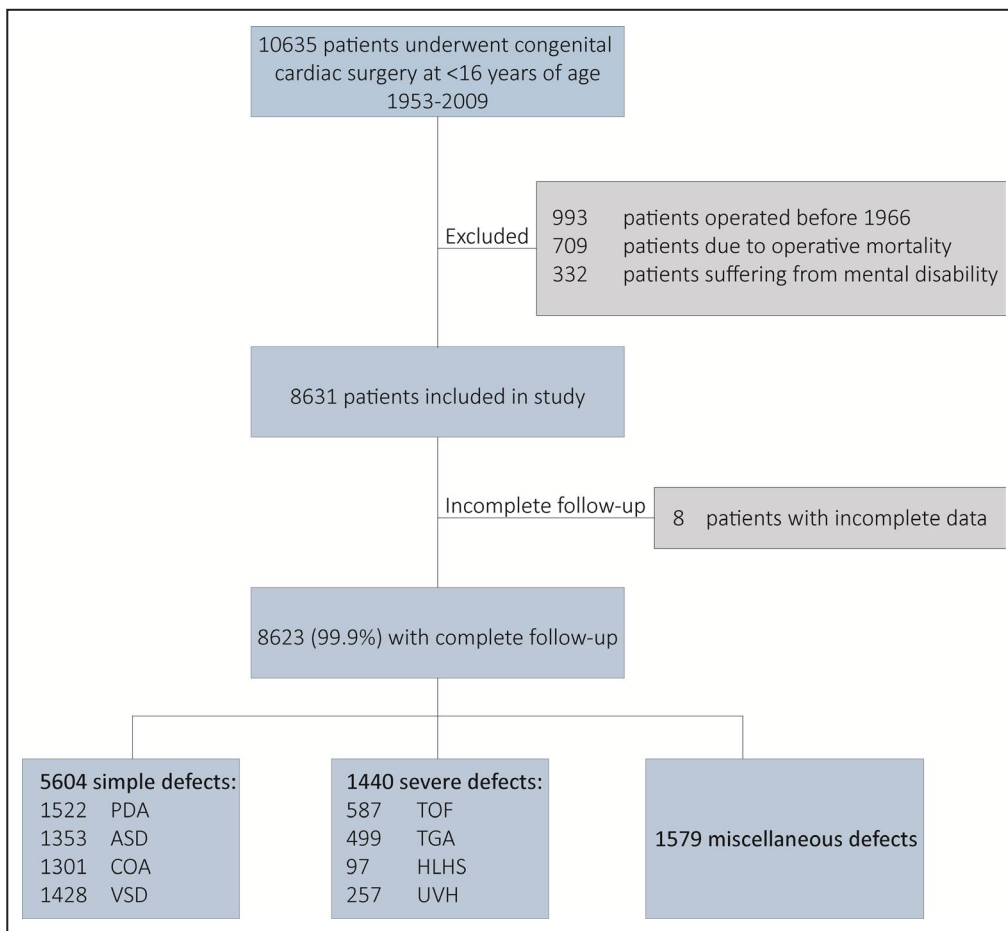 10635 patients underwent congenital
cardiac surgery at <16 years of age
1953-2009
Excluded
993 patients operated before 1966
709 patients due to operative mortality
332 patients suffering from mental disability
8631 patients included in study
Incomplete follow-up
8 patients with incomplete data
8623 (99.9%) with complete follow-up
5604 simple defects:
1522 PDA
1353 ASD
1301 COA
1428 VSD
1440 severe defects:
587 TOF
499 TGA
97 HLHS
257 UVH
1579 miscellaneous defects